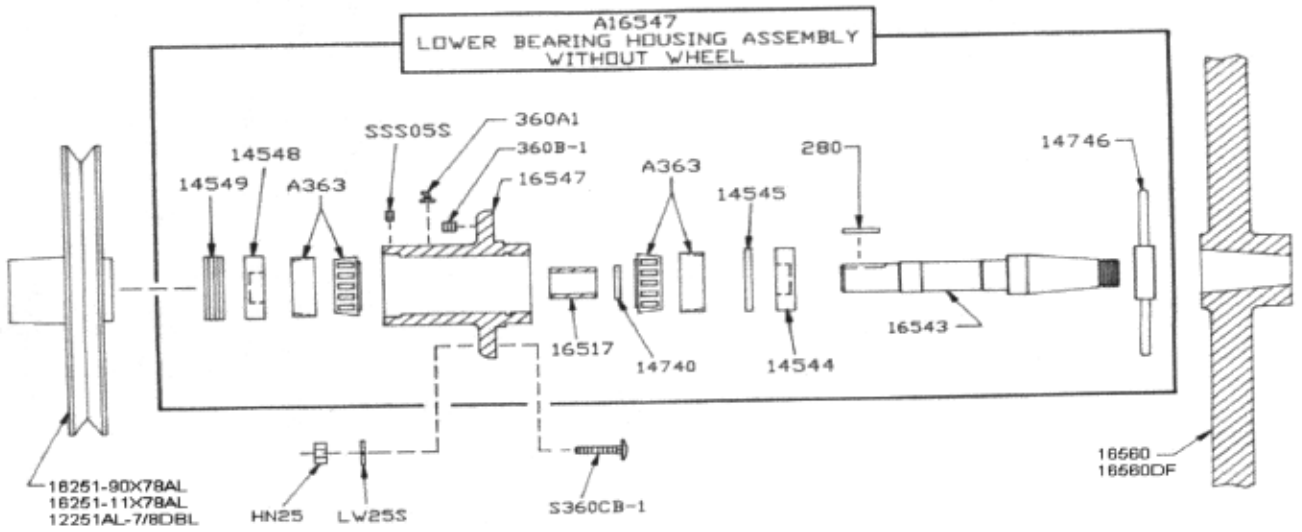 A16547
LOWER BEARING HOUSING ASSEMBLY
WITHOUT WHEEL
SSS05S
360A1
360B-1
16547
14548
14549
A363
A363
14545
280
14746
16517
14740
14544
16543
16251-90X78AL
16251-11X78AL
12251AL-7/8DBL
HN25
LW25S
S360CB-1
16560
16560DF